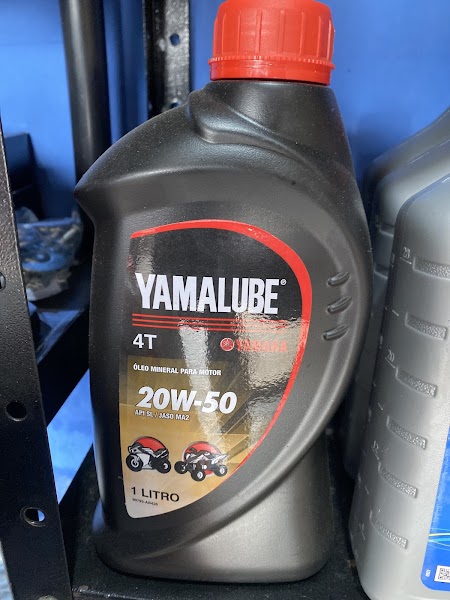 YAMALUBE®
4T
YAMAHA
ÓLEO MINERAL PARA MOTOR
20W-50
API SL / JASO MA2
1 LITRO